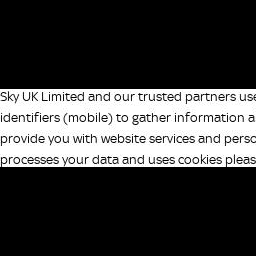 Sky UK Limited and our trusted partners use
identifiers (mobile) to gather information a
provide you with website services and perso
processes your data and uses cookies pleas